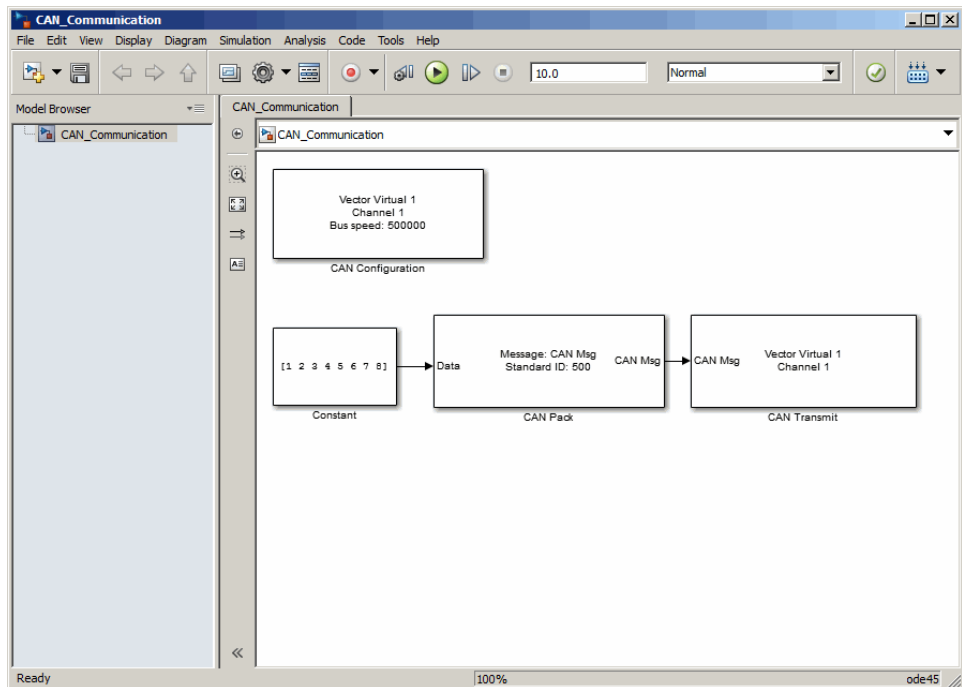 CAN_Communication
File Edit View Display Diagram Simulation Analysis Code Tools Help
10.0 Normal
Model Browser CAN_Communication
CAN_Communication CAN_Communication
Vector Virtual 1
Channel 1
Bus speed: 500000
CAN Configuration
[1 2 3 4 5 6 7 8]
Constant
Data Message: CAN Msg CAN Msg
Standard ID: 500
CAN Pack
CAN Msg Vector Virtual 1
Channel 1
CAN Transmit
Ready 100% ode45